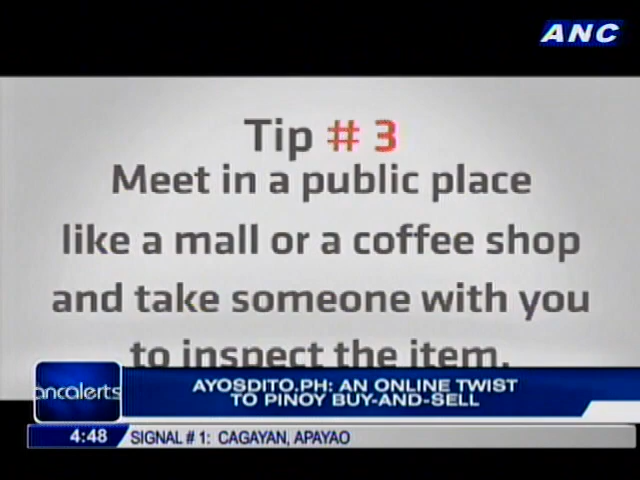 ANC
Tip # 3
Meet in a public place
like a mall or a coffee shop
and take someone with you
to inspect the item.
ancalerts
AYOSDITO.PH: AN ONLINE TWIST
TO PINOY BUY-AND-SELL
4:48 SIGNAL # 1: CAGAYAN, APAYAO